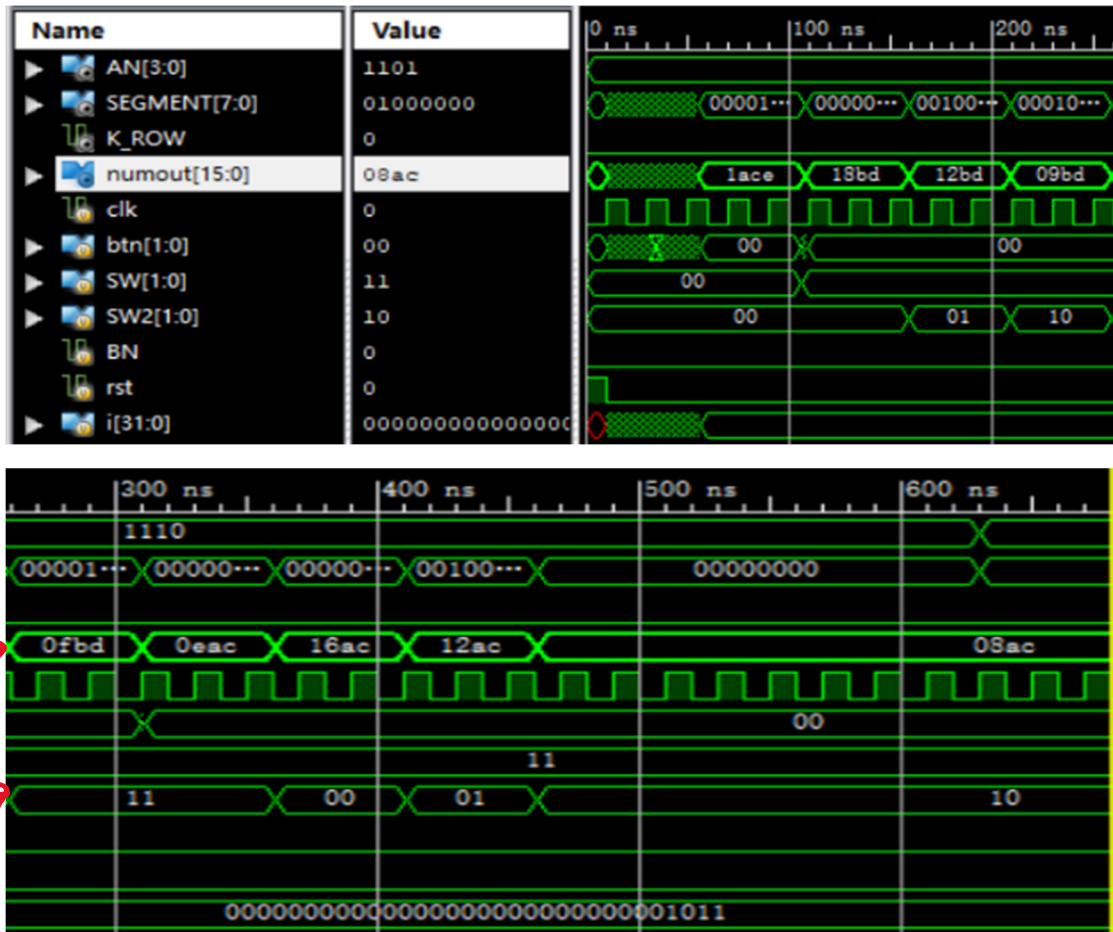 Name Value 0 ns 100 ns 200 ns
AN[3:0] 1101
SEGMENT[7:0] 01000000 00001··· 00000··· 00100··· 00010···
K_ROW 0
numout[15:0] 08ac 1ace 18bd 12bd 09bd
clk 0
btn[1:0] 00 00 00
SW[1:0] 11 00
SW2[1:0] 10 00 01 10
BN 0
rst 0
i[31:0] 000000000000000
300 ns 400 ns 500 ns 600 ns
1110
00001··· 00000··· 00000··· 00100··· 00000000
0fbd 0eac 16ac 12ac 08ac
00
11
11 00 01 10
00000000000000000000000000001011